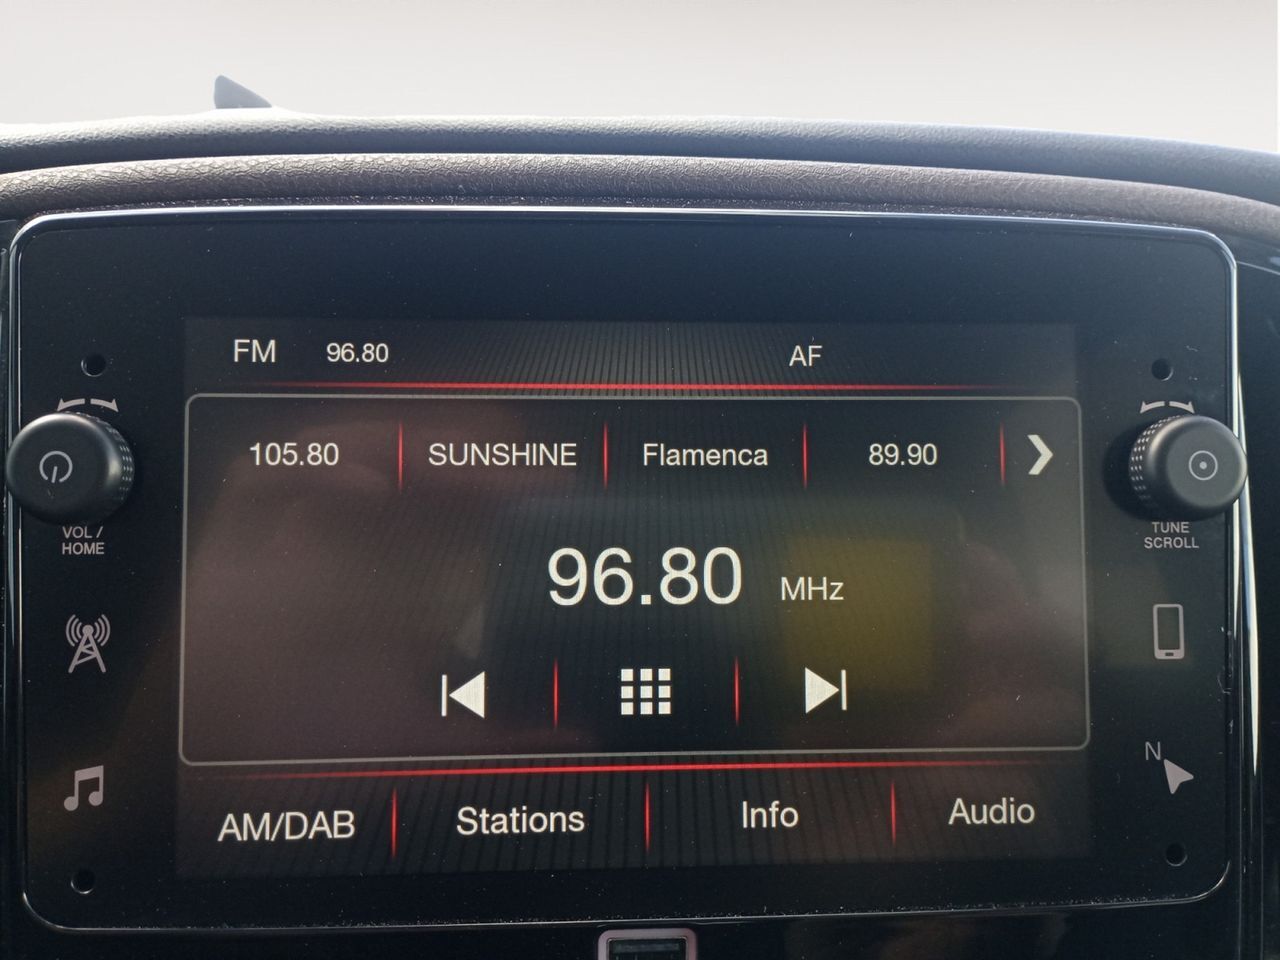 FM 96.80 AF
105.80 SUNSHINE Flamenca 89.90
96.80 MHz
AM/DAB Stations Info Audio
VOL /
HOME
TUNE
SCROLL
N